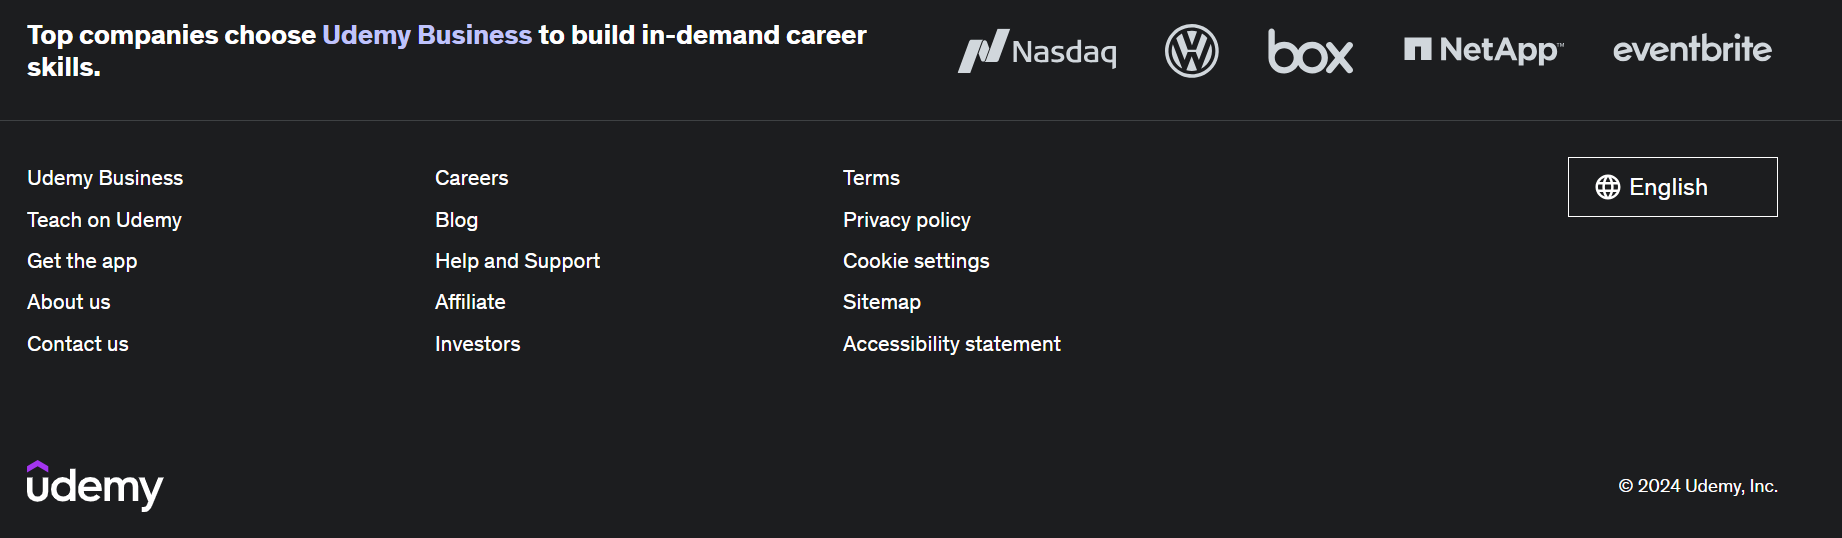 Top companies choose Udemy Business to build in-demand career
skills.
Nasdaq
VW
box
NetApp™
eventbrite
Udemy Business
Teach on Udemy
Get the app
About us
Contact us
Careers
Blog
Help and Support
Affiliate
Investors
Terms
Privacy policy
Cookie settings
Sitemap
Accessibility statement
English
udemy
© 2024 Udemy, Inc.